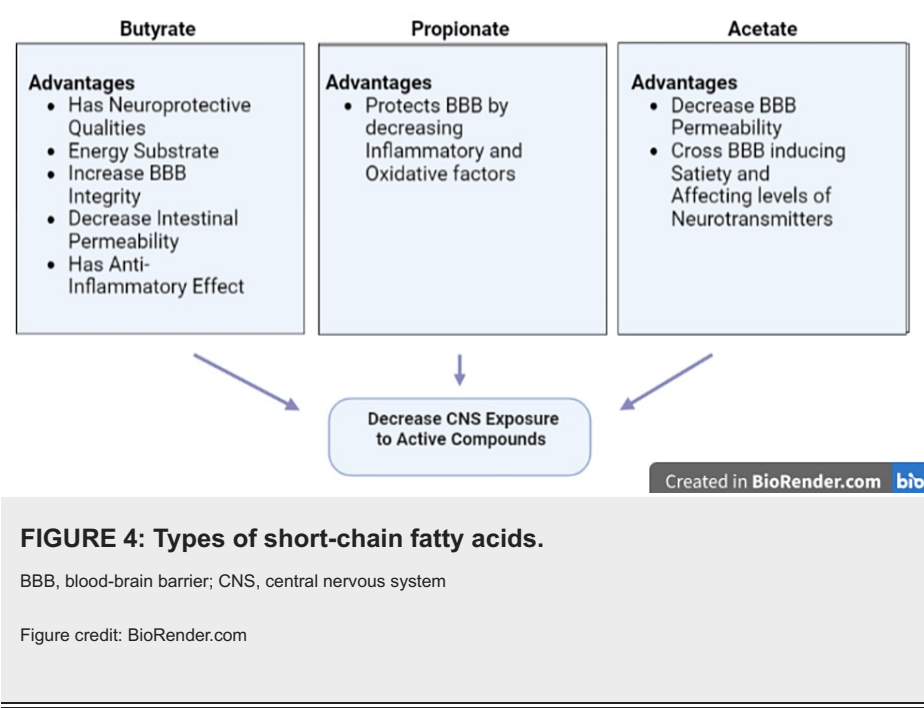 Butyrate
Advantages
• Has Neuroprotective
Qualities
• Energy Substrate
• Increase BBB
Integrity
• Decrease Intestinal
Permeability
• Has Anti-
Inflammatory Effect
Propionate
Advantages
• Protects BBB by
decreasing
Inflammatory and
Oxidative factors
Acetate
Advantages
• Decrease BBB
Permeability
• Cross BBB inducing
Satiety and
Affecting levels of
Neurotransmitters
Decrease CNS Exposure
to Active Compounds
Created in BioRender.com bio
FIGURE 4: Types of short-chain fatty acids.
BBB, blood-brain barrier; CNS, central nervous system
Figure credit: BioRender.com